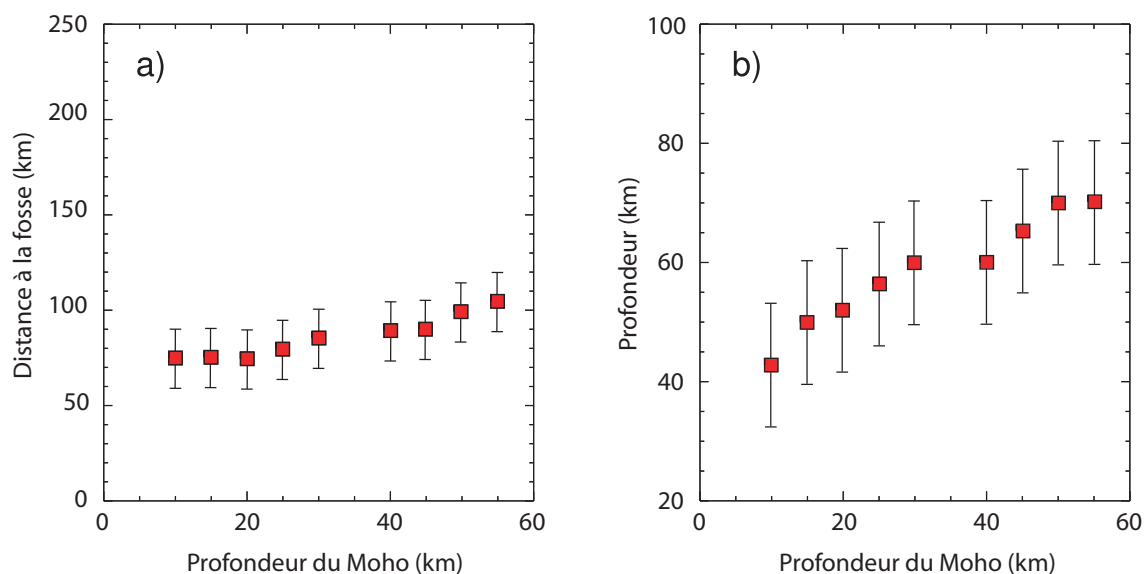 a)
Distance à la fosse (km)
250
200
150
100
50
0
0 20 40 60
Profondeur du Moho (km)
b)
Profondeur (km)
100
80
60
40
20
0 20 40 60
Profondeur du Moho (km)